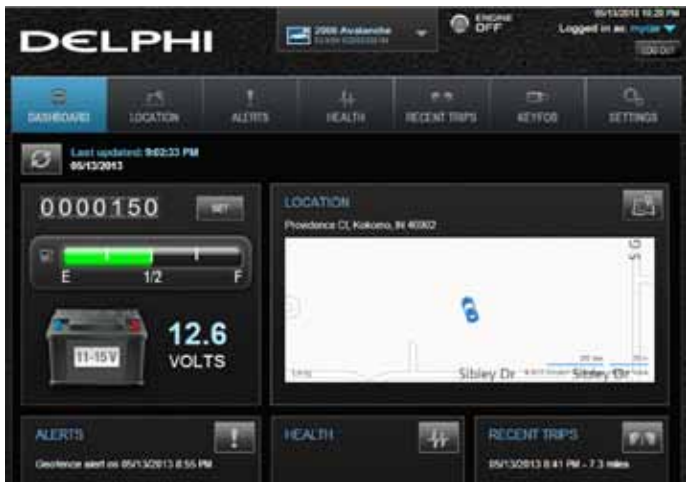 DELPHI
2008 Avalanche
ENGINE OFF
05/13/2013 10:20 PM
Logged in as:
LOG OUT
DASHBOARD
LOCATION
ALERTS
HEALTH
RECENT TRIPS
KEYFOB
SETTINGS
Last updated: 9:02:33 PM
05/13/2013
0000150
SET
E 1/2 F
11-15 V
12.6
VOLTS
LOCATION
Providence Ct, Kokomo, IN 46902
S G
Sibley Dr
Sibley Dr
ALERTS
Geofence alert on 05/13/2013 8:55 PM
HEALTH
RECENT TRIPS
05/13/2013 8:41 PM - 7.3 miles